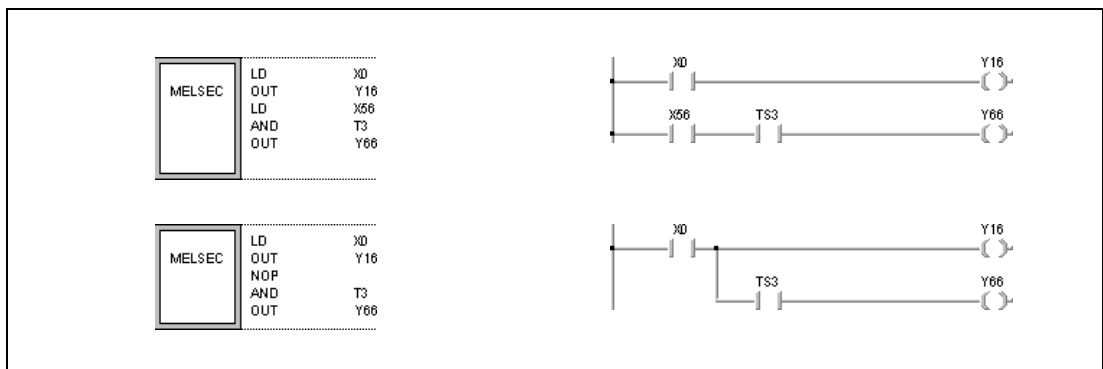 MELSEC
LD X0
OUT Y16
LD X56
AND T3
OUT Y66
X0 Y16
X56 TS3 Y66
MELSEC
LD X0
OUT Y16
NOP
AND T3
OUT Y66
X0 Y16
TS3 Y66